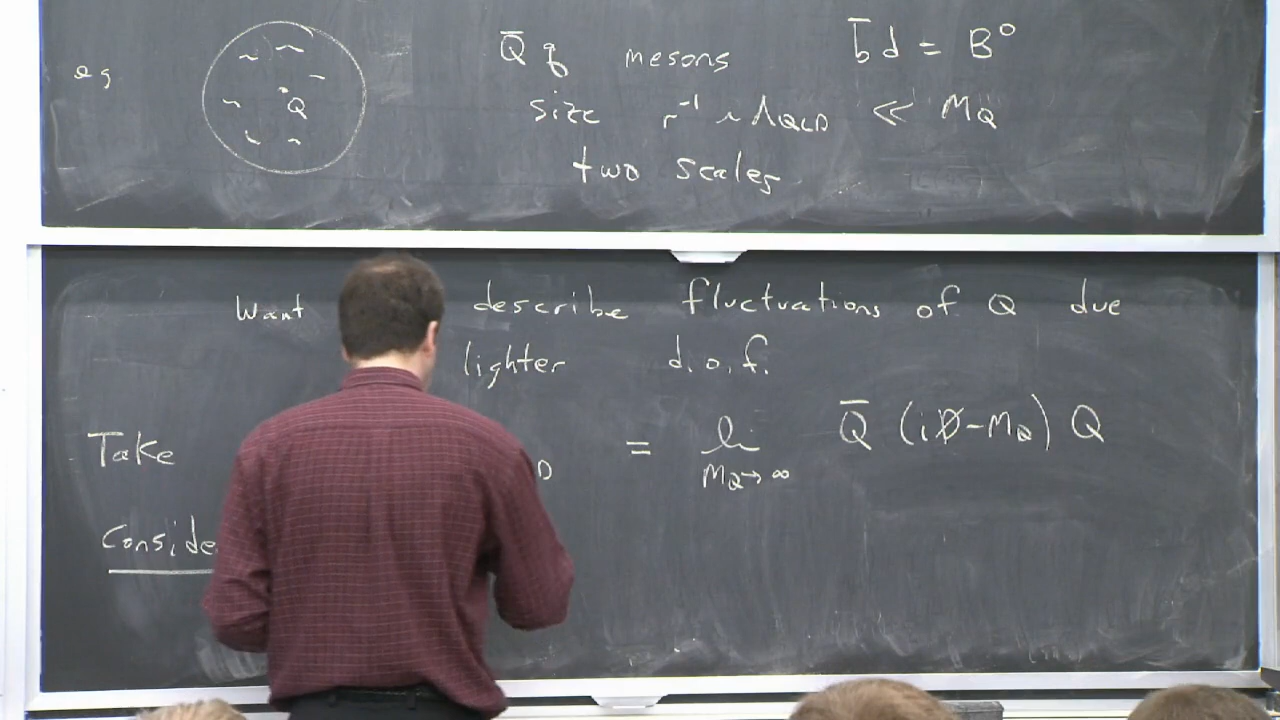 eg Q Q̄ q mesons b̄ d = B⁰
size r⁻¹ ~ Λ_QCD << M_Q
two scales
Want describe fluctuations of Q due
lighter d.o.f.
Take = lim_{M_Q→∞} Q̄ (iD̸ - M_Q) Q